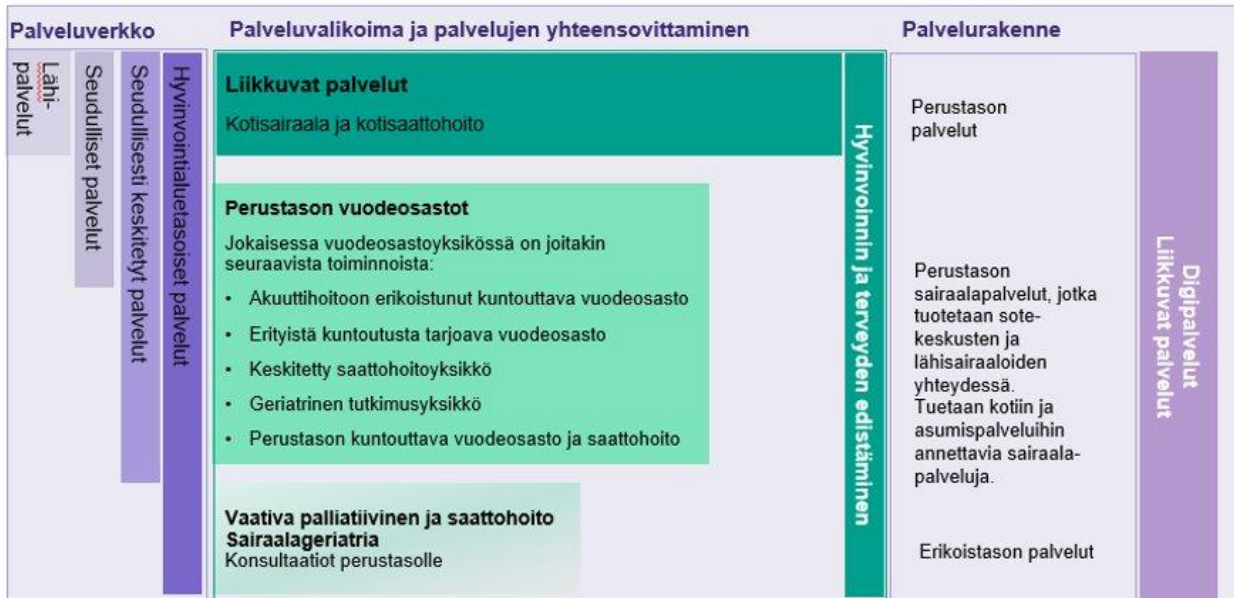 Palveluverkko
Palveluvalikoima ja palvelujen yhteensovittaminen
Palvelurakenne
Lähi-
palvelut
Seudulliset palvelut
Seudullisesti keskitetyt palvelut
Hyvinvointialuetasoiset palvelut
Liikkuvat palvelut
Kotisairaala ja kotisaattohoito
Perustason vuodeosastot
Jokaisessa vuodeosastoyksikössä on joitakin
seuraavista toiminnoista:
• Akuuttihoitoon erikoistunut kuntouttava vuodeosasto
• Erityistä kuntoutusta tarjoava vuodeosasto
• Keskitetty saattohoitoyksikkö
• Geriatrinen tutkimusyksikkö
• Perustason kuntouttava vuodeosasto ja saattohoito
Vaativa palliatiivinen ja saattohoito
Sairaalageriatria
Konsultaatiot perustasolle
Hyvinvoinnin ja terveyden edistäminen
Perustason
palvelut
Perustason
sairaalapalvelut, jotka
tuotetaan sote-
keskusten ja
lähisairaaloiden
yhteydessä.
Tuetaan kotiin ja
asumispalveluihin
annettavia sairaala-
palveluja.
Erikoistason palvelut
Digipalvelut
Liikkuvat palvelut